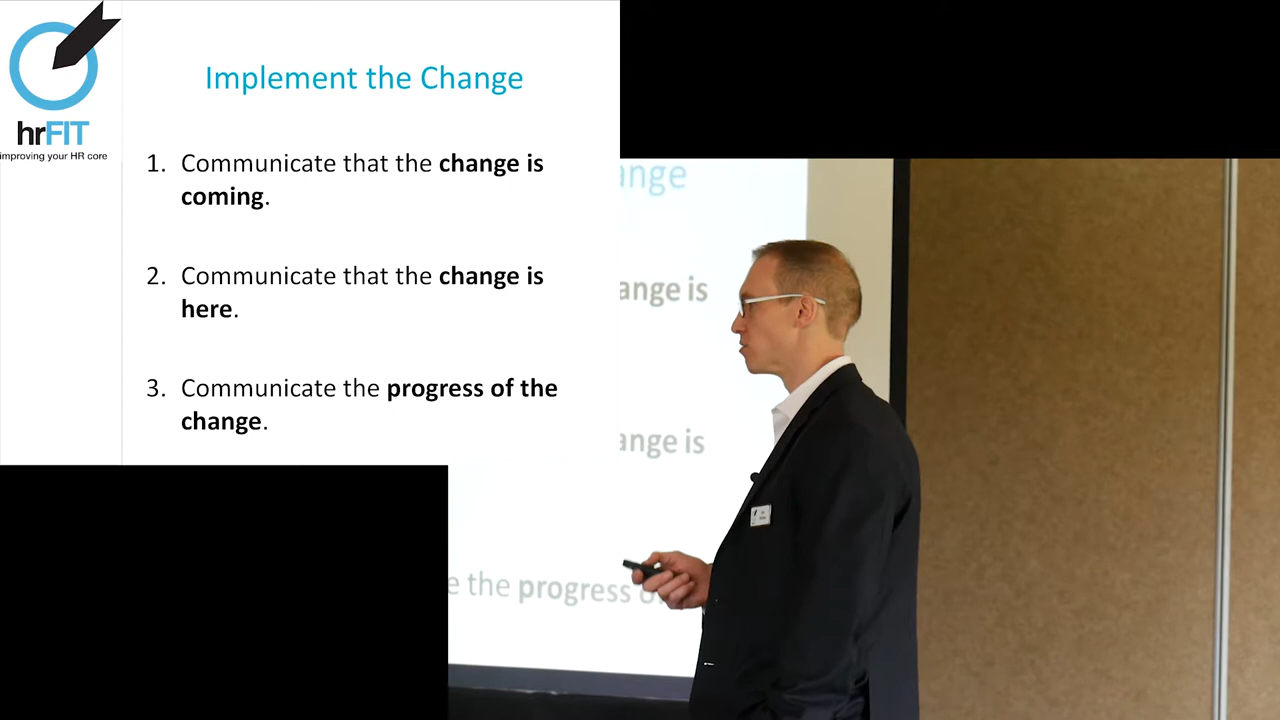 hrFIT
improving your HR core
Implement the Change
1. Communicate that the change is
coming.
2. Communicate that the change is
here.
3. Communicate the progress of the
change.
ange
ange is
ange is
e the progress o